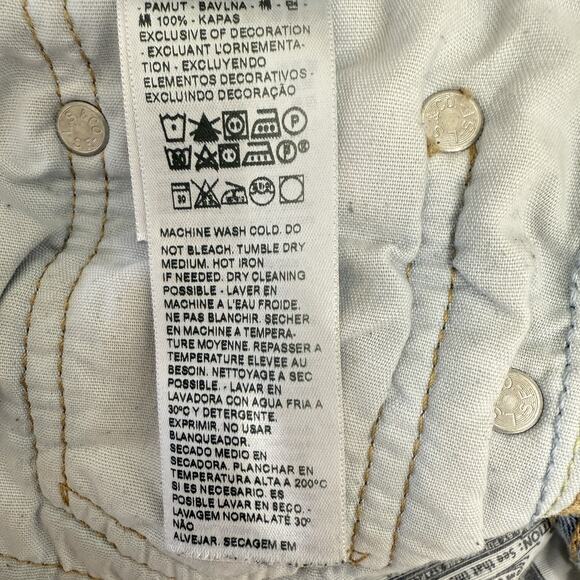 PAMUT - BAVLNA -
100% - KAPAS
EXCLUSIVE OF DECORATION
- EXCLUANT L'ORNEMENTA-
TION - EXCLUYENDO
ELEMENTOS DECORATIVOS -
EXCLUINDO DECORAÇÃO
P
30
MACHINE WASH COLD. DO
NOT BLEACH. TUMBLE DRY
MEDIUM. HOT IRON
IF NEEDED. DRY CLEANING
POSSIBLE - LAVER EN
MACHINE A L'EAU FROIDE.
NE PAS BLANCHIR. SECHER
EN MACHINE A TEMPERA-
TURE MOYENNE. REPASSER A
TEMPERATURE ELEVEE AU
BESOIN. NETTOYAGE A SEC
POSSIBLE. - LAVAR EN
LAVADORA CON AGUA FRIA A
30ºC Y DETERGENTE.
EXPRIMIR. NO USAR
BLANQUEADOR.
SECADO MEDIO EN
SECADORA. PLANCHAR EN
TEMPERATURA ALTA A 200°C
SI ES NECESARIO. ES
POSIBLE LAVAR EN SECO. -
LAVAGEM NORMAL ATÉ 30°
NÃO
ALVEJAR. SECAGEM EM
TION: See that